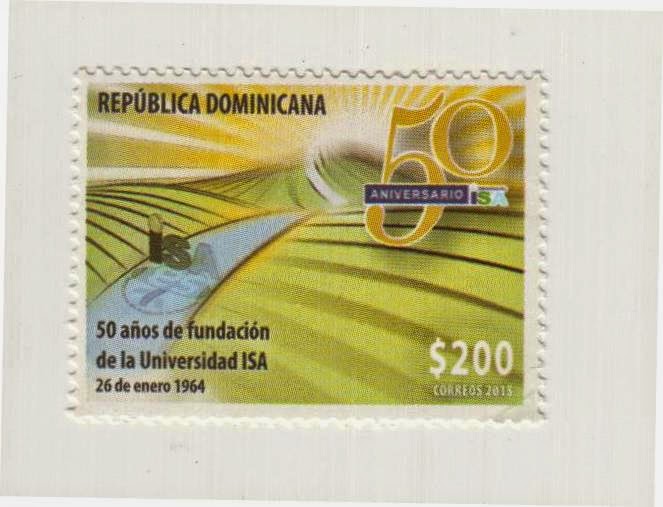 REPÚBLICA DOMINICANA
50
ANIVERSARIO ISA
ISA
50 años de fundación
de la Universidad ISA
26 de enero 1964
$200
CORREOS 2015